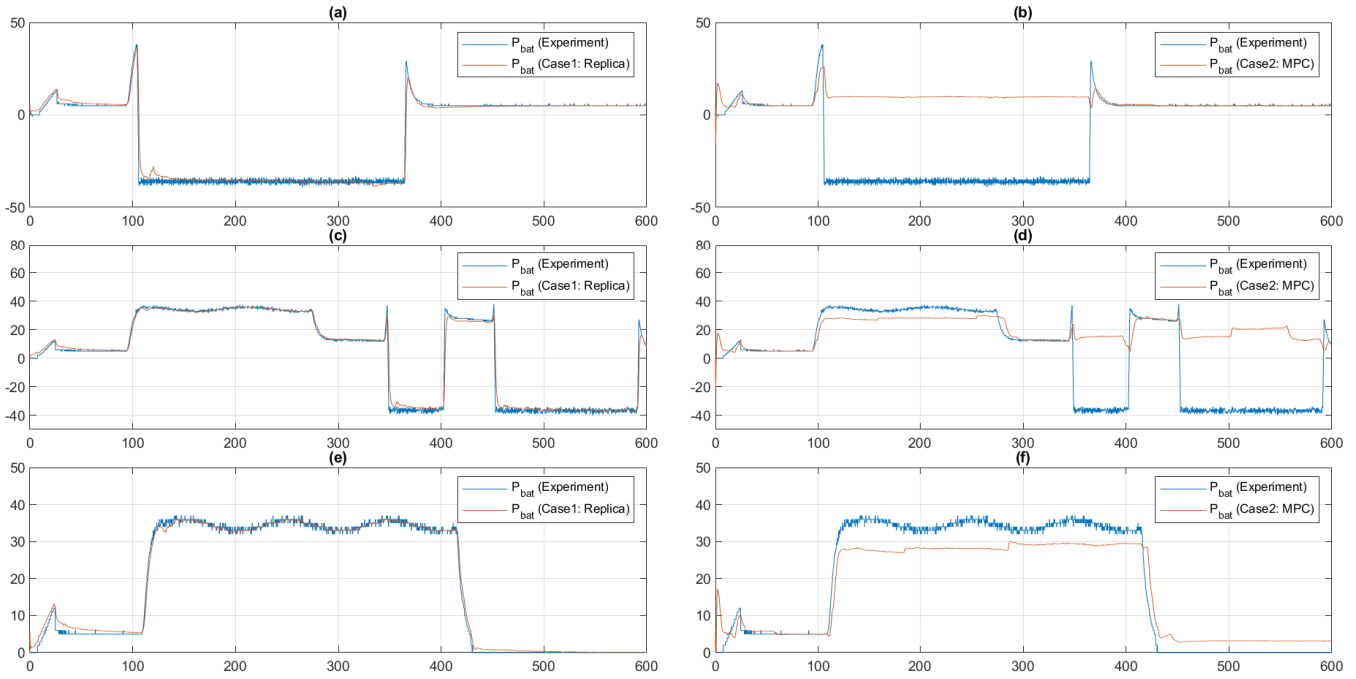 (a)
50
0
-50
0 100 200 300 400 500 600
P_bat (Experiment)
P_bat (Case1: Replica)
(b)
50
0
-50
0 100 200 300 400 500 600
P_bat (Experiment)
P_bat (Case2: MPC)
(c)
80
60
40
20
0
-20
-40
0 100 200 300 400 500 600
P_bat (Experiment)
P_bat (Case1: Replica)
(d)
80
60
40
20
0
-20
-40
0 100 200 300 400 500 600
P_bat (Experiment)
P_bat (Case2: MPC)
(e)
50
40
30
20
10
0
0 100 200 300 400 500 600
P_bat (Experiment)
P_bat (Case1: Replica)
(f)
50
40
30
20
10
0
0 100 200 300 400 500 600
P_bat (Experiment)
P_bat (Case2: MPC)